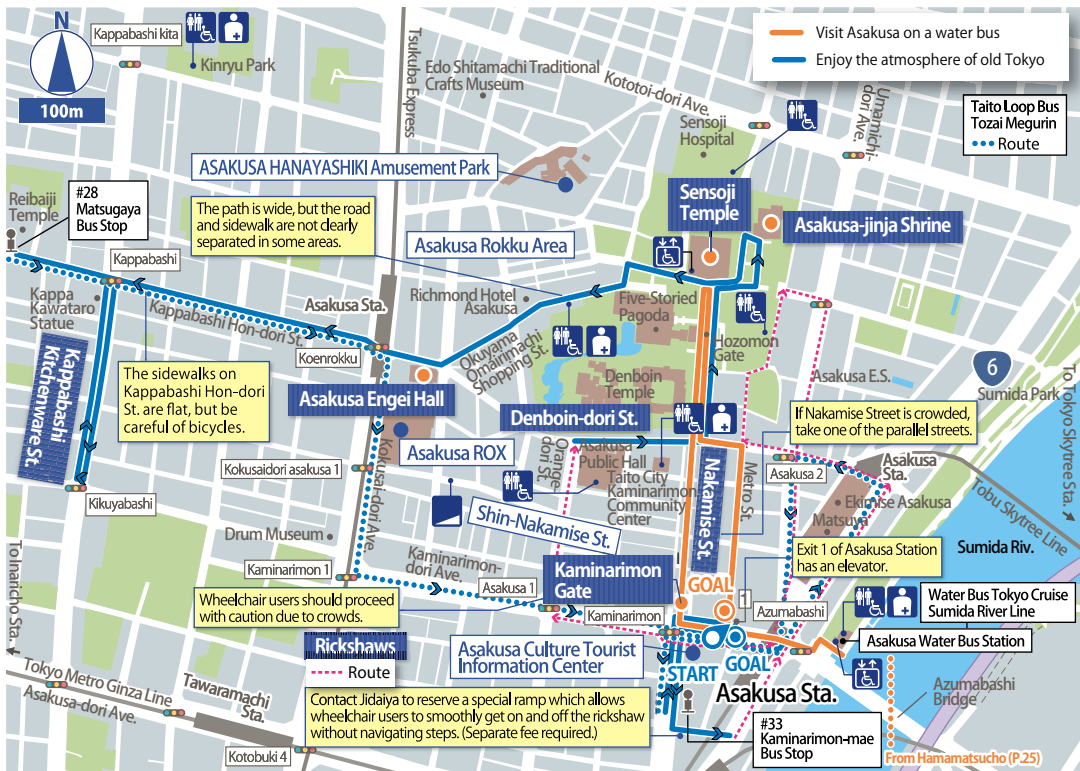 N
100m
Kappabashi kita
Kinryu Park
Tsukuba Express
Edo Shitamachi Traditional
Crafts Museum
Kototoi-dori Ave.
Visit Asakusa on a water bus
Enjoy the atmosphere of old Tokyo
Umamichi-
dori Ave.
Taito Loop Bus
Tozai Megurin
Route
Sensoji
Hospital
ASAKUSA HANAYASHIKI Amusement Park
Reibaiji
Temple
#28
Matsugaya
Bus Stop
The path is wide, but the road
and sidewalk are not clearly
separated in some areas.
Sensoji
Temple
Asakusa-jinja Shrine
Asakusa Rokku Area
Kappabashi
Kappa
Kawataro
Statue
Kappabashi Hon-dori St.
Asakusa Sta.
Richmond Hotel
Asakusa
Five-Storied
Pagoda
Hozomon
Gate
Koenrokku
Okuyama
Omairimachi
Shopping St.
Kappabashi
Kitchenware St.
The sidewalks on
Kappabashi Hon-dori
St. are flat, but be
careful of bicycles.
Asakusa Engei Hall
Denboin
Temple
Asakusa E.S.
6
Sumida Park
To Tokyo Skytree Sta.
Denboin-dori St.
If Nakamise Street is crowded,
take one of the parallel streets.
Asakusa ROX
Orange-
dori St.
Asakusa
Public Hall
Taito City
Kaminarimon
Community
Center
Nakamise St.
Metro St.
Asakusa 2
Asakusa
Sta.
Kokusaidori asakusa 1
Kokusai-dori Ave.
Kikuyabashi
Ekimise Asakusa
Matsuya
Tobu Skytree Line
Shin-Nakamise St.
Drum Museum
Sumida Riv.
Exit 1 of Asakusa Station
has an elevator.
Kaminarimon-
dori Ave.
Kaminarimon 1
Kaminarimon
Gate
GOAL
1
Asakusa 1
Wheelchair users should proceed
with caution due to crowds.
Kaminarimon
Azumabashi
Water Bus Tokyo Cruise
Sumida River Line
Asakusa Water Bus Station
Toinaricho Sta.
Rickshaws
Route
Asakusa Culture Tourist
Information Center
START
GOAL
Asakusa Sta.
Azumabashi
Bridge
Tokyo Metro Ginza Line
Asakusa-dori Ave.
Tawaramachi
Sta.
Contact Jidaiya to reserve a special ramp which allows
wheelchair users to smoothly get on and off the rickshaw
without navigating steps. (Separate fee required.)
#33
Kaminarimon-mae
Bus Stop
Kotobuki 4
From Hamamatsucho (P.25)